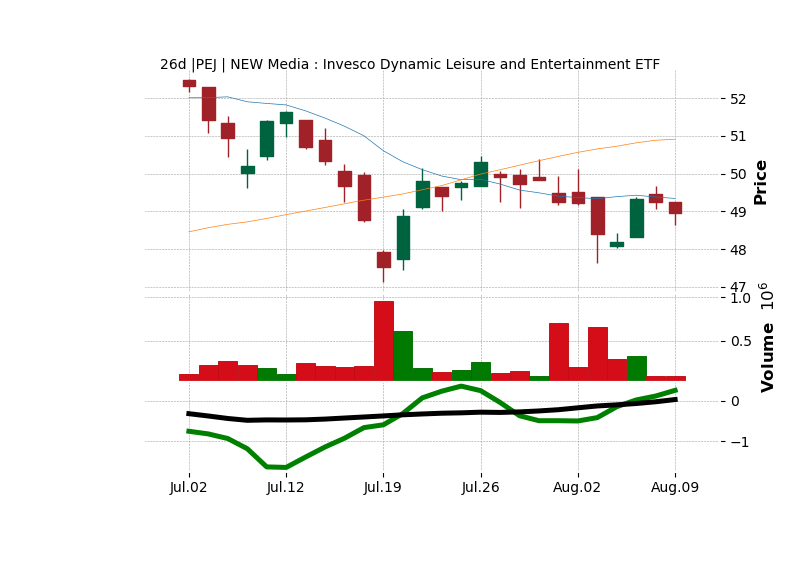 26d |PEJ | NEW Media : Invesco Dynamic Leisure and Entertainment ETF
52
51
50
49
48
47
Price
1.0
0.5
Volume 10^6
0
−1
Jul.02 Jul.12 Jul.19 Jul.26 Aug.02 Aug.09